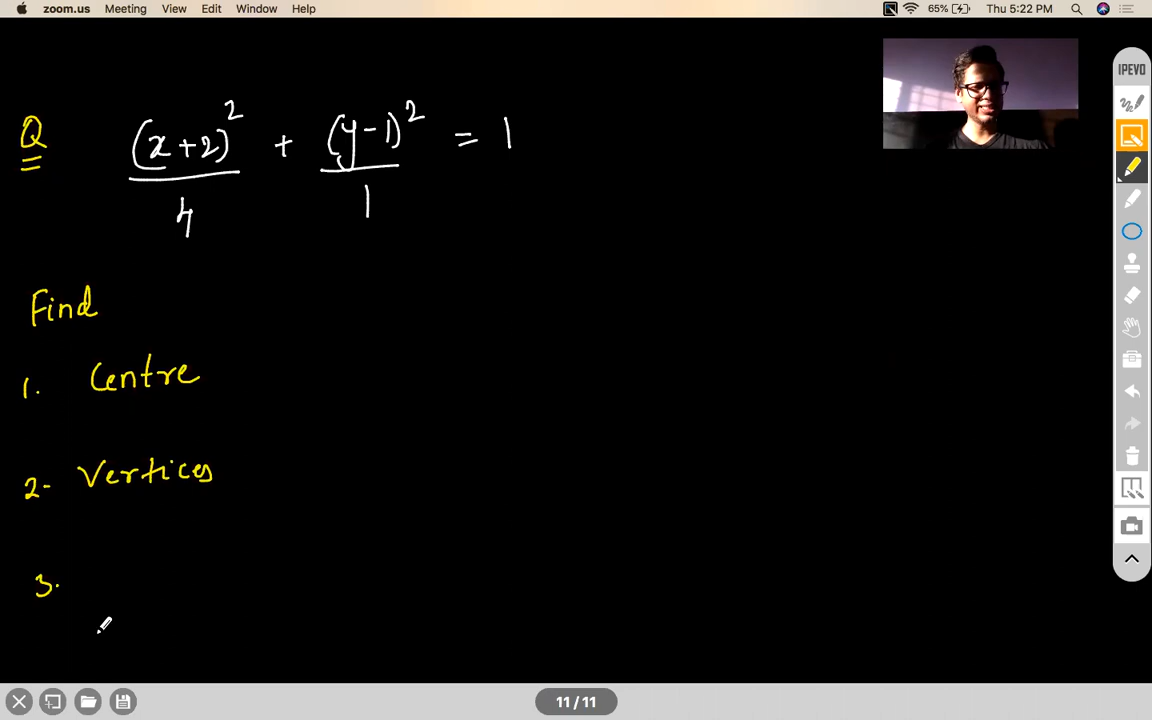 zoom.us Meeting View Edit Window Help 65% Thu 5:22 PM
IPEVO
Q (x+2)²/4 + (y-1)²/1 = 1
Find
1. Centre
2- Vertices
3.
11 / 11